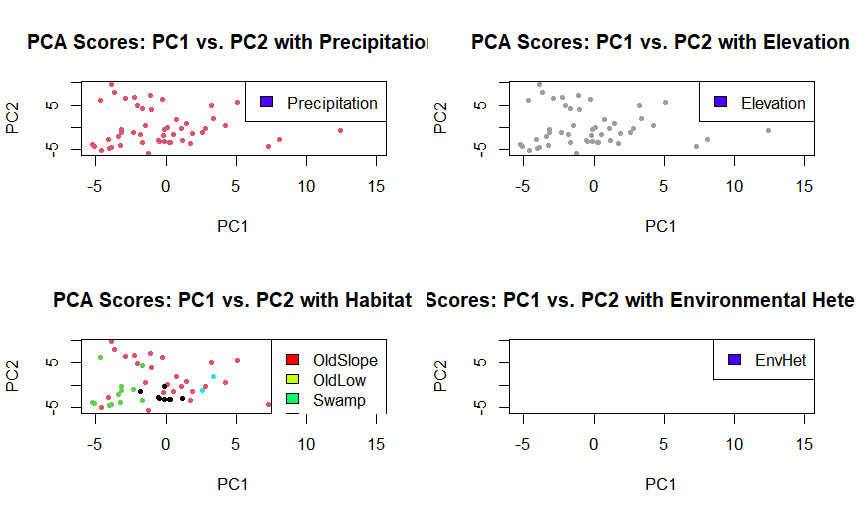 PCA Scores: PC1 vs. PC2 with Precipitation
PC2
5
-5
Precipitation
-5 0 5 10 15
PC1
PCA Scores: PC1 vs. PC2 with Elevation
PC2
5
-5
Elevation
-5 0 5 10 15
PC1
PCA Scores: PC1 vs. PC2 with Habitat
PC2
5
-5
OldSlope
OldLow
Swamp
-5 0 5 10 15
PC1
Scores: PC1 vs. PC2 with Environmental Hete
PC2
5
-5
EnvHet
-5 0 5 10 15
PC1